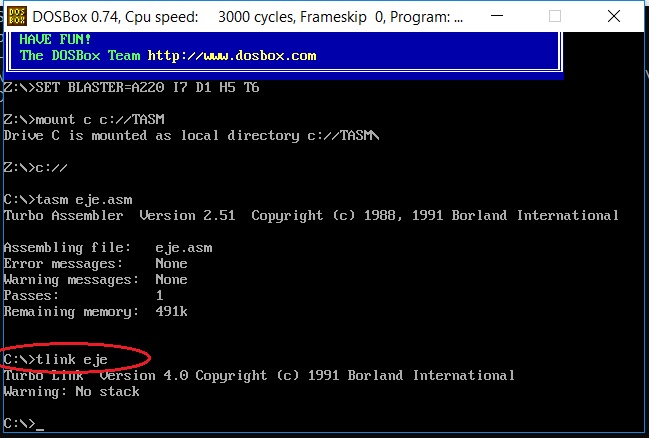 DOSBox 0.74, Cpu speed:    3000 cycles, Frameskip  0, Program: ...
HAVE FUN!
The DOSBox Team http://www.dosbox.com
Z:\>SET BLASTER=A220 I7 D1 H5 T6
Z:\>mount c c://TASM
Drive C is mounted as local directory c://TASM\
Z:\>c://
C:\>tasm eje.asm
Turbo Assembler  Version 2.51  Copyright (c) 1988, 1991 Borland International
Assembling file:   eje.asm
Error messages:    None
Warning messages:  None
Passes:            1
Remaining memory:  491k
C:\>tlink eje
Turbo Link  Version 4.0 Copyright (c) 1991 Borland International
Warning: No stack
C:\>_